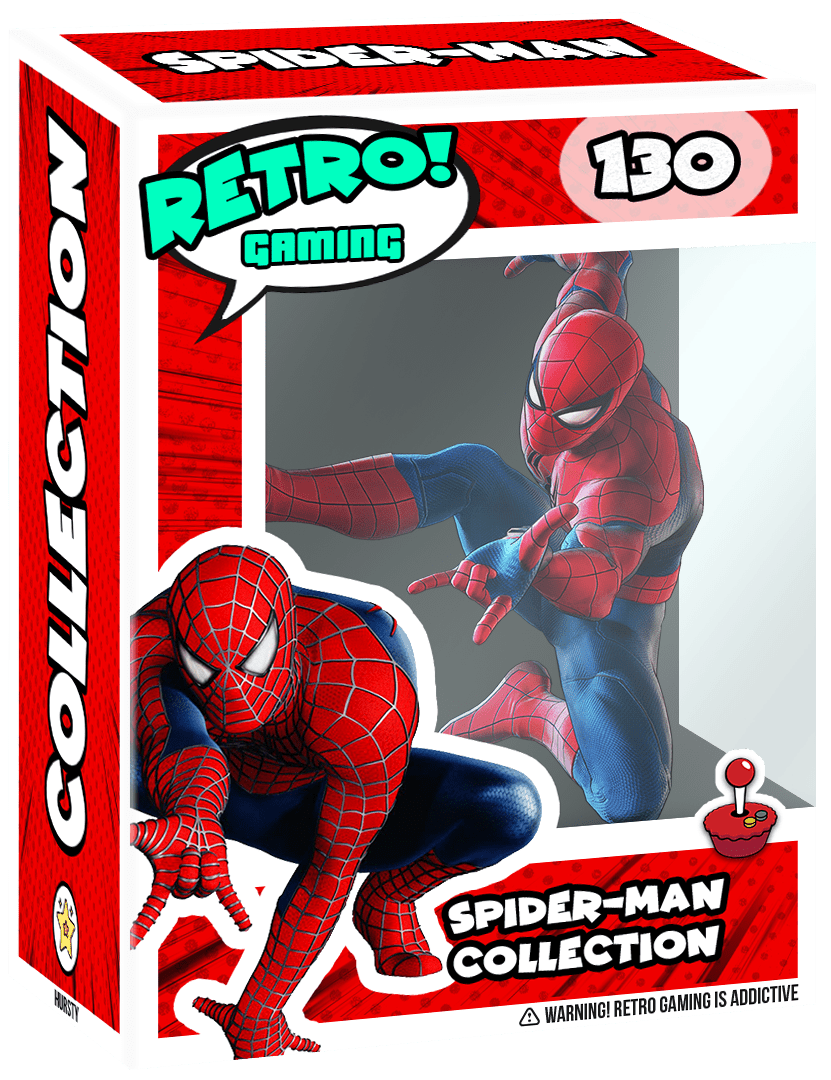 SPIDER-MAN
RETRO!
GAMING
130
COLLECTION
SPIDER-MAN
COLLECTION
HURSTY
WARNING! RETRO GAMING IS ADDICTIVE